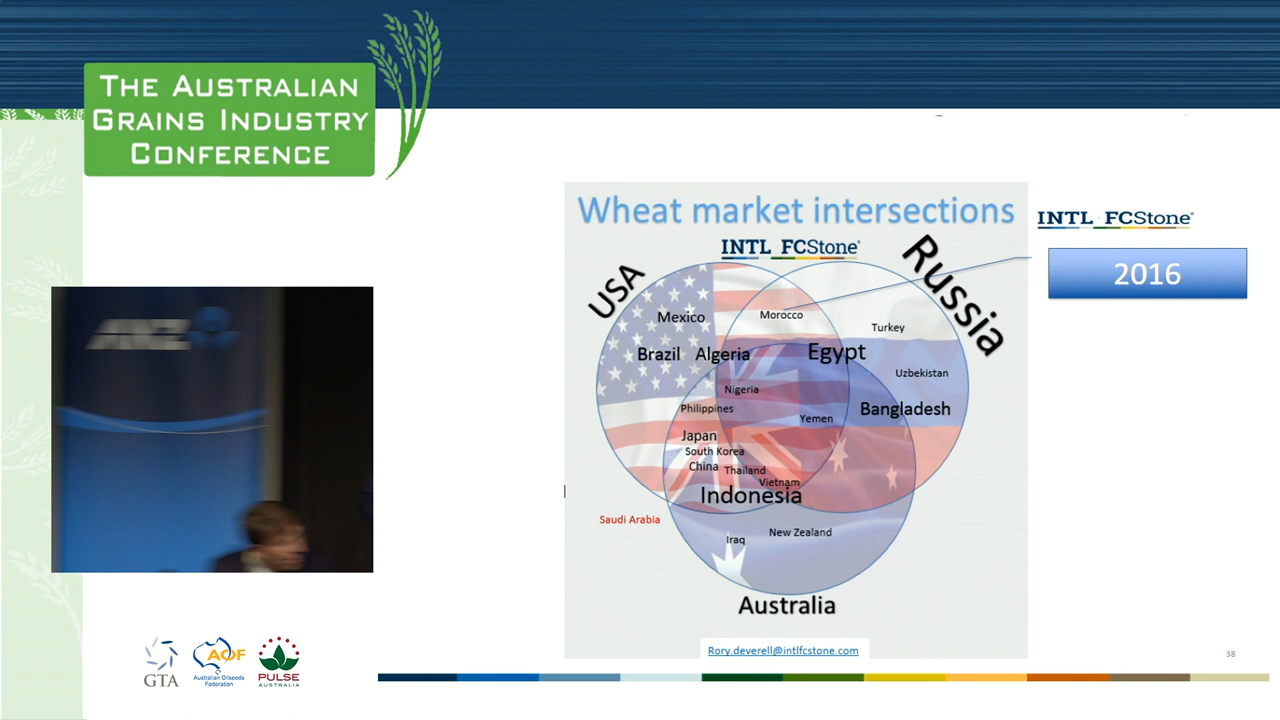 THE AUSTRALIAN
GRAINS INDUSTRY
CONFERENCE
ANZ
Wheat market intersections
INTL FCStone®
INTL FCStone®
2016
USA
Russia
Mexico
Morocco
Turkey
Brazil
Algeria
Egypt
Uzbekistan
Nigeria
Philippines
Bangladesh
Yemen
Japan
South Korea
China
Thailand
Vietnam
Indonesia
Saudi Arabia
Iraq
New Zealand
Australia
Rory.deverell@intlfcstone.com
38
GTA
AOF
Australian Oilseeds
Federation
PULSE
AUSTRALIA